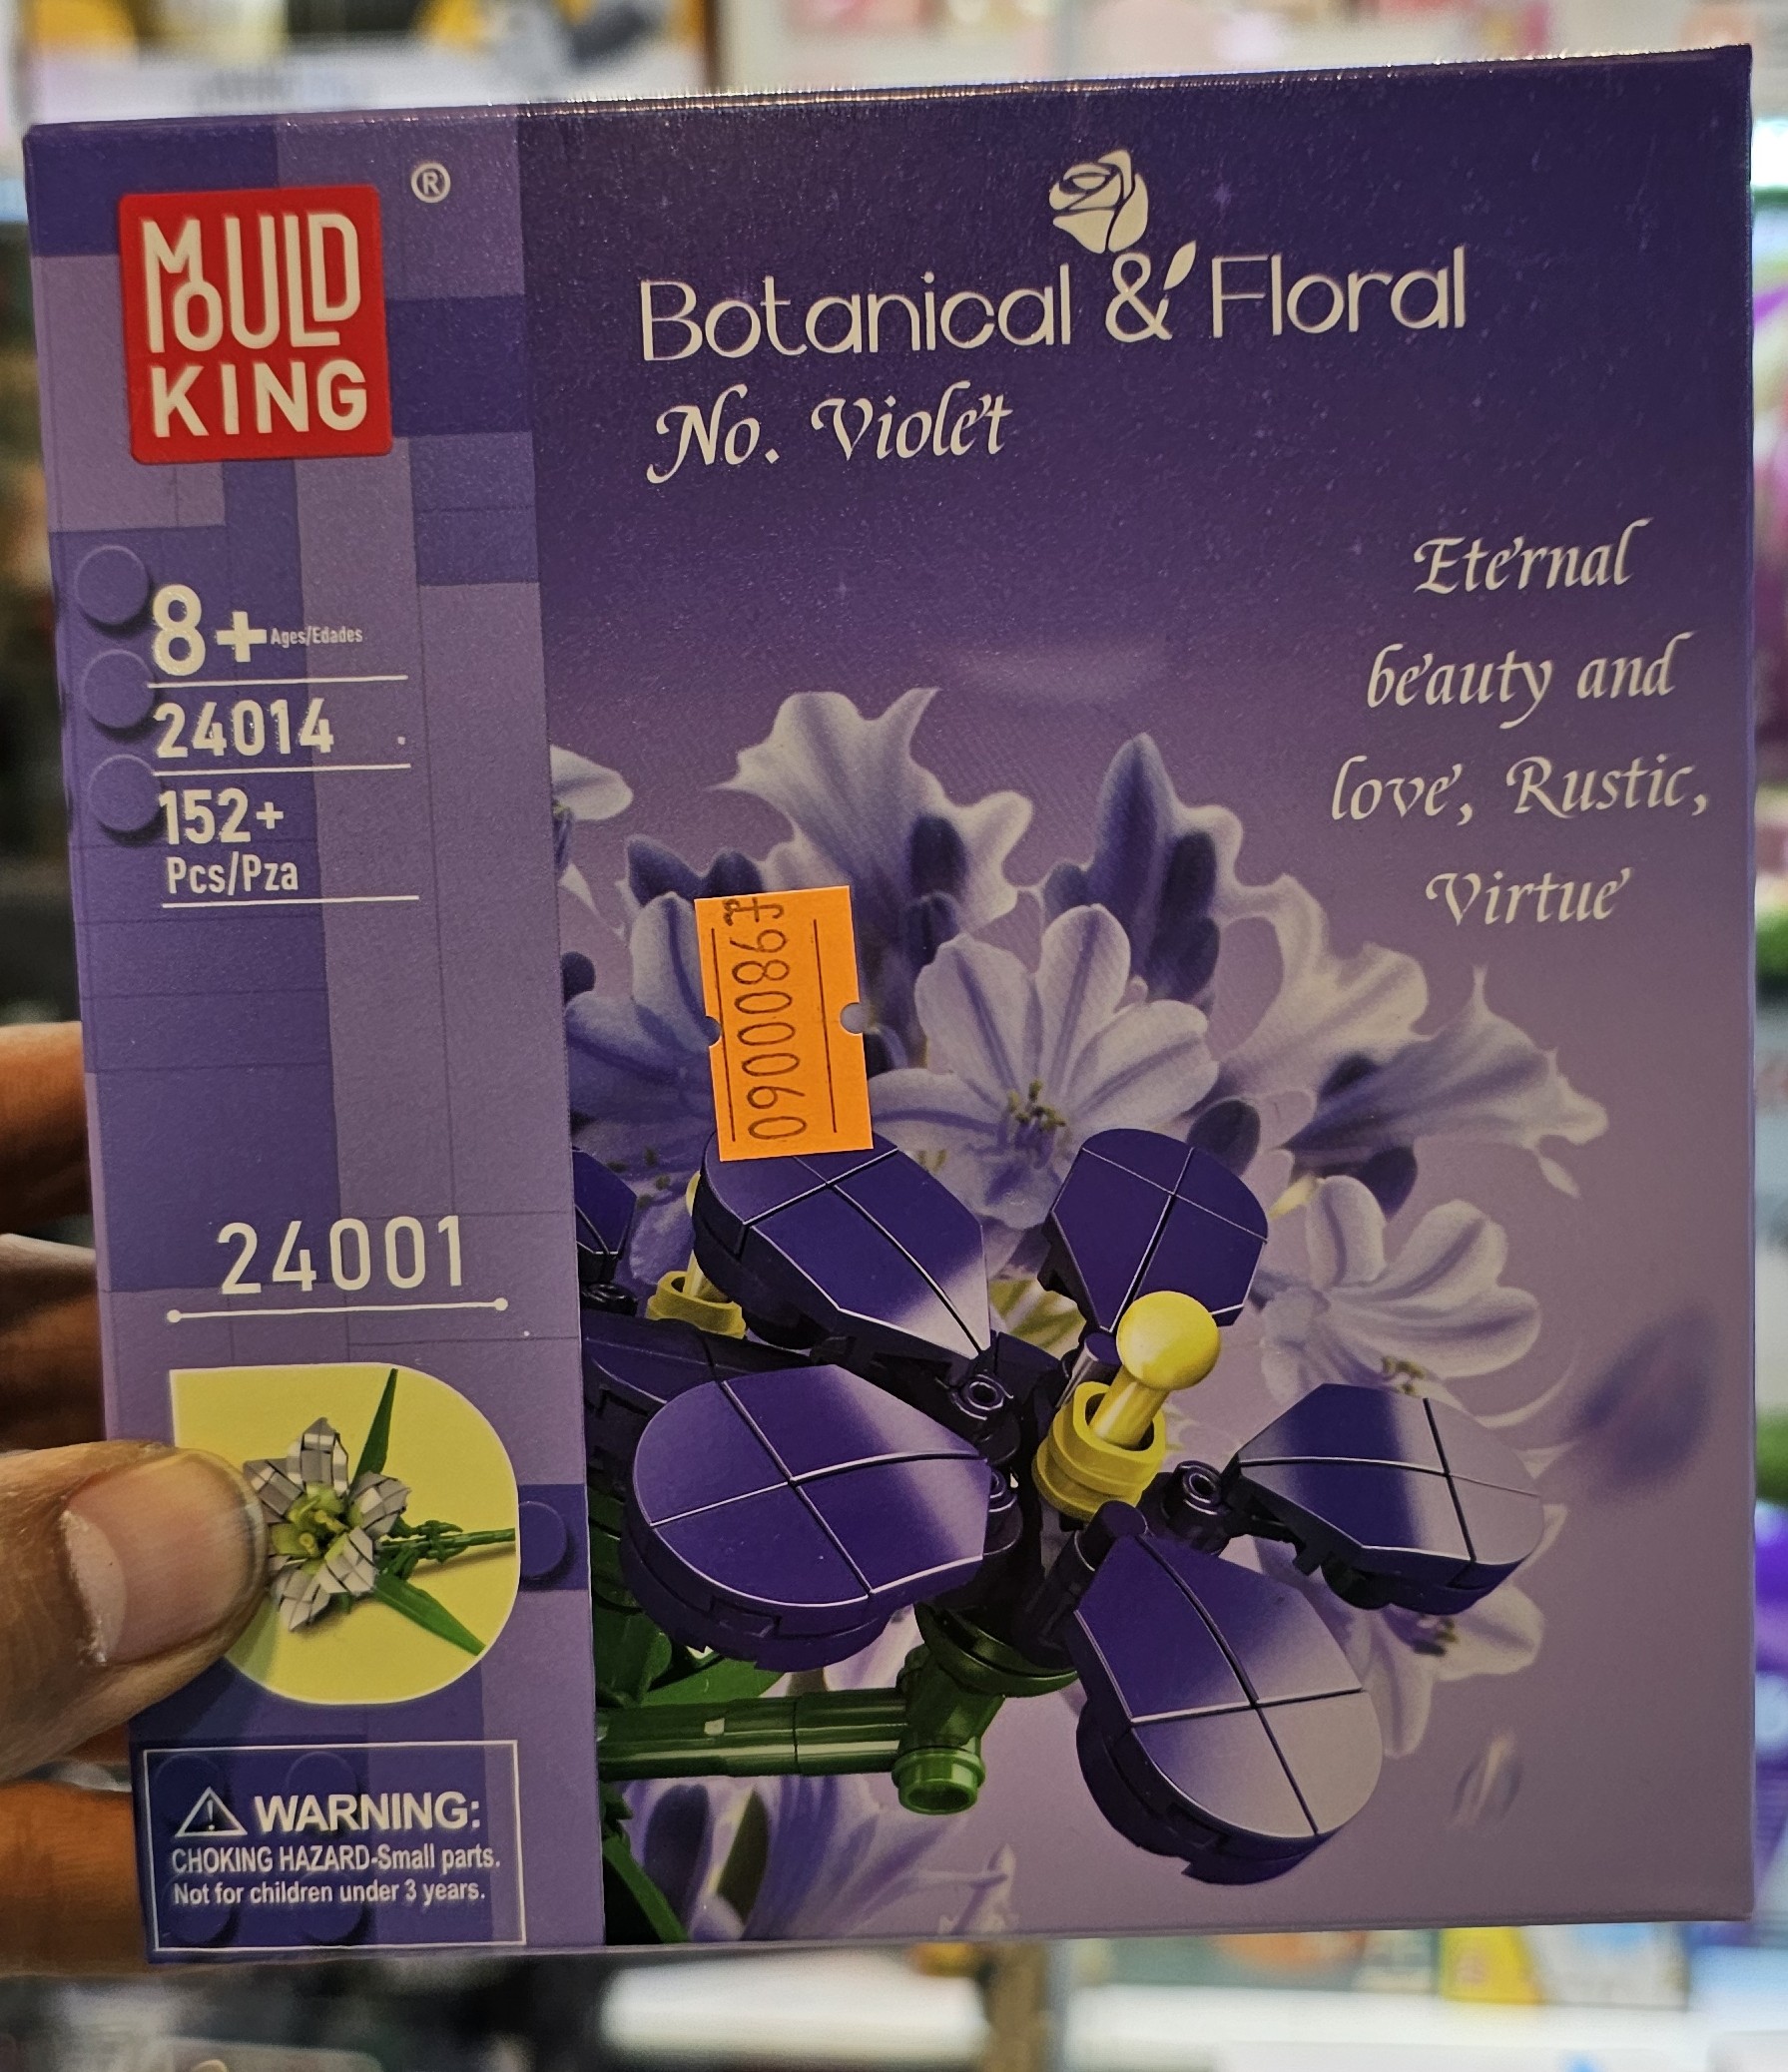 MOULD
KING
®
Botanical & Floral
No. Violet
Eternal
beauty and
love, Rustic,
Virtue
8+ Ages/Edades
24014
152+
Pcs/Pza
24001
WARNING:
CHOKING HAZARD-Small parts.
Not for children under 3 years.